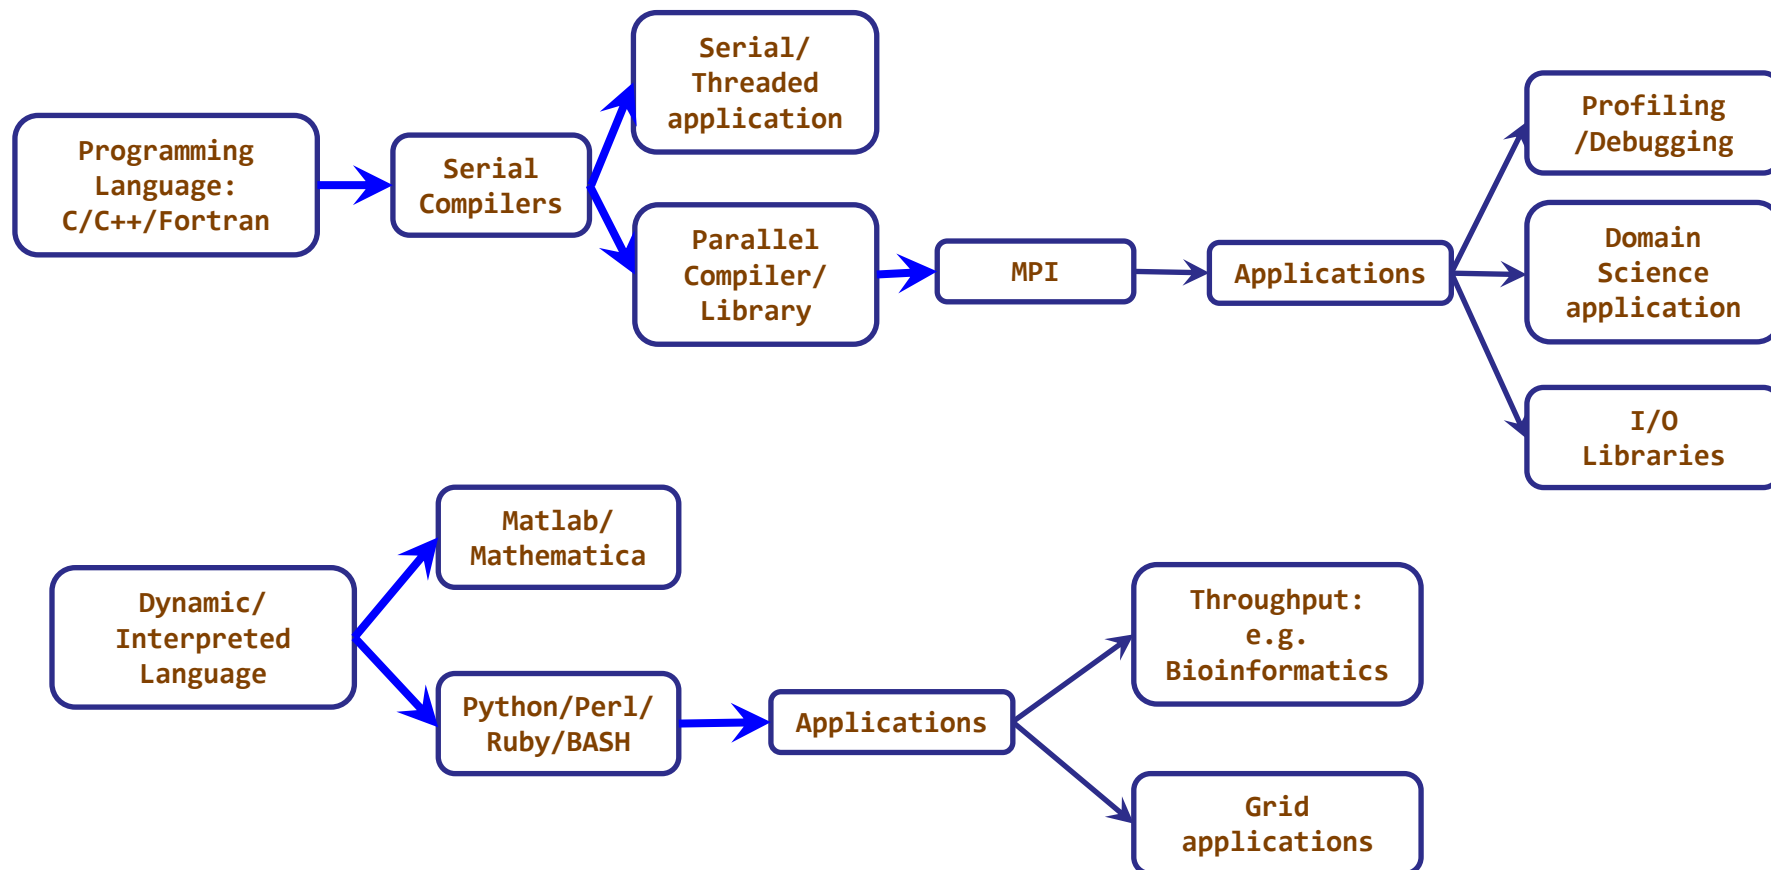 Programming
Language:
C/C++/Fortran
Serial
Compilers
Serial/
Threaded
application
Parallel
Compiler/
Library
MPI
Applications
Profiling
/Debugging
Domain
Science
application
I/O
Libraries
Dynamic/
Interpreted
Language
Matlab/
Mathematica
Python/Perl/
Ruby/BASH
Applications
Throughput:
e.g.
Bioinformatics
Grid
applications